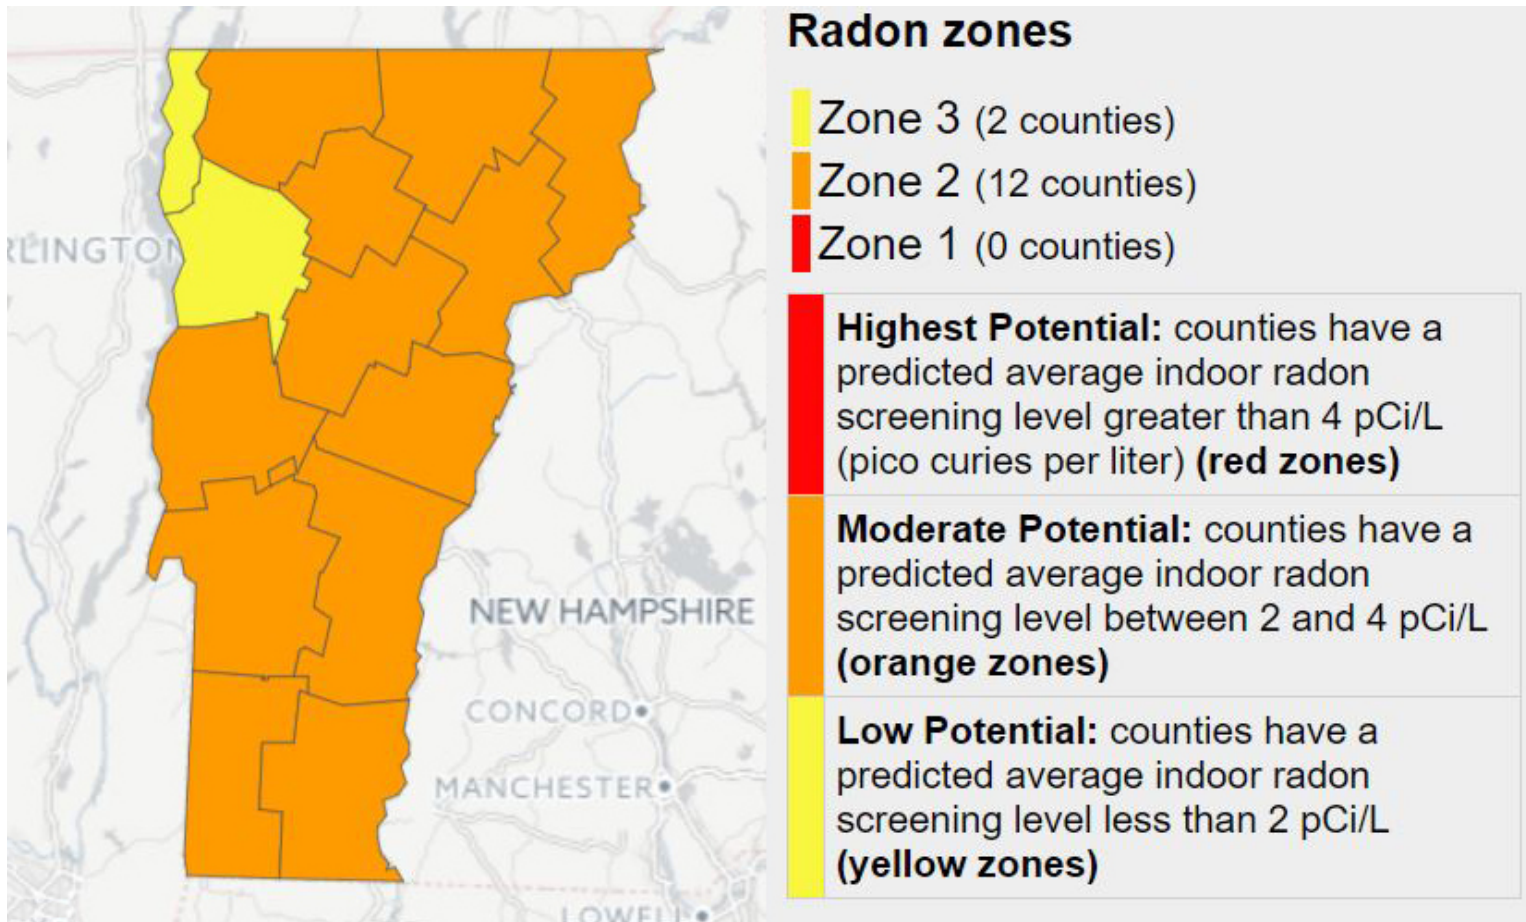 Radon zones
Zone 3 (2 counties)
Zone 2 (12 counties)
Zone 1 (0 counties)
Highest Potential: counties have a
predicted average indoor radon
screening level greater than 4 pCi/L
(pico curies per liter) (red zones)
Moderate Potential: counties have a
predicted average indoor radon
screening level between 2 and 4 pCi/L
(orange zones)
Low Potential: counties have a
predicted average indoor radon
screening level less than 2 pCi/L
(yellow zones)
RLINGTON
NEW HAMPSHIRE
CONCORD
MANCHESTER
LOWELL